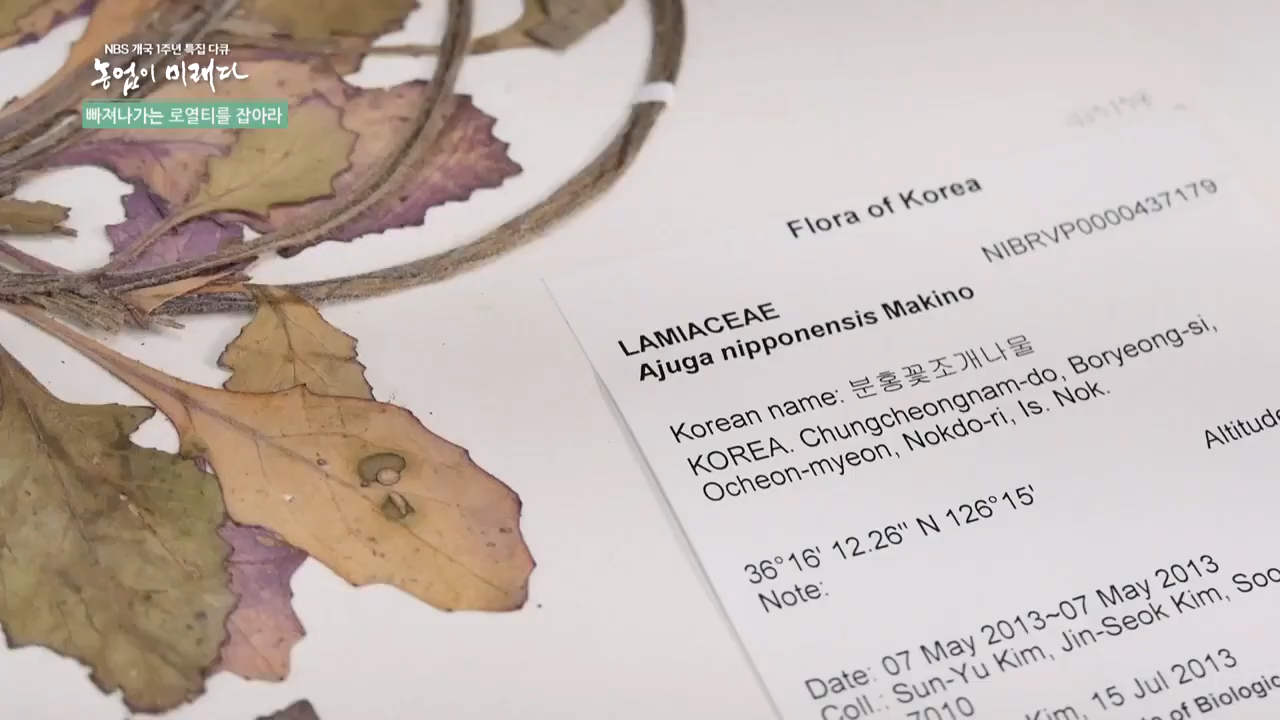 NBS 개국 1주년 특집 다큐
농업이 미래다
빠져나가는 로열티를 잡아라
Flora of Korea
NIBRVP0000437179
LAMIACEAE
Ajuga nipponensis Makino
Korean name: 분홍꽃조개나물
KOREA. Chungcheongnam-do, Boryeong-si,
Ocheon-myeon, Nokdo-ri, Is. Nok.
36°16' 12.26" N 126°15'
Note:
Date: 07 May 2013~07 May 2013
Coll.: Sun-Yu Kim, Jin-Seok Kim,
7010
Kim, 15 Jul 2013
of